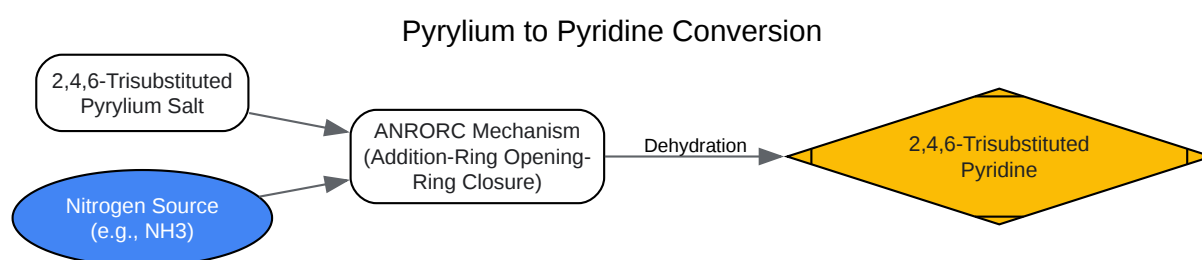 Pyrylium to Pyridine Conversion
2,4,6-Trisubstituted
Pyrylium Salt
Nitrogen Source
(e.g., NH3)
ANRORC Mechanism
(Addition-Ring Opening-
Ring Closure)
Dehydration
2,4,6-Trisubstituted
Pyridine